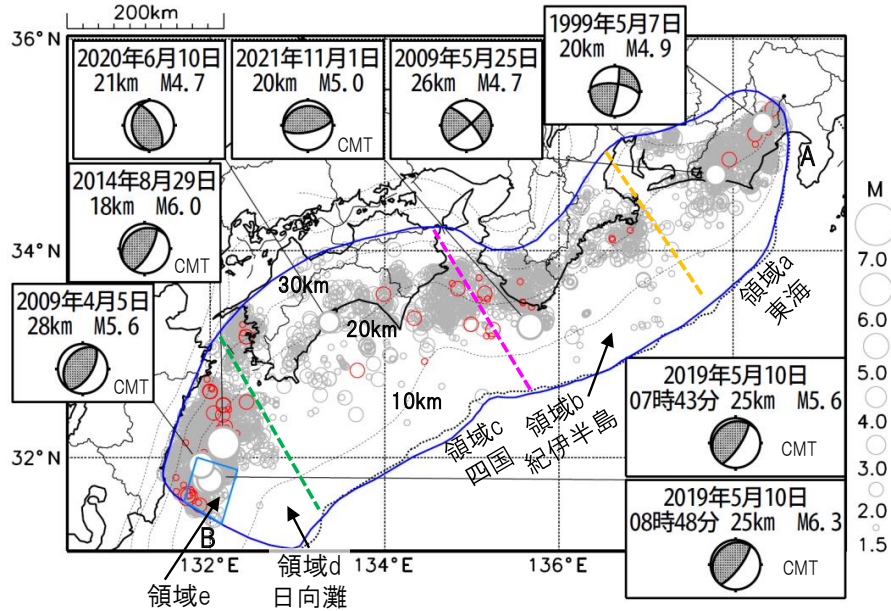 200km
36°N
34°N
32°N
132°E
134°E
136°E
2020年6月10日
21km M4.7
2021年11月1日
20km M5.0
CMT
2009年5月25日
26km M4.7
1999年5月7日
20km M4.9
2014年8月29日
18km M6.0
CMT
2009年4月5日
28km M5.6
CMT
2019年5月10日
07時43分 25km M5.6
CMT
2019年5月10日
08時48分 25km M6.3
CMT
30km
20km
10km
A
B
領域a
東海
領域b
紀伊半島
領域c
四国
領域d
日向灘
領域e
M
7.0
6.0
5.0
4.0
3.0
2.0
1.5